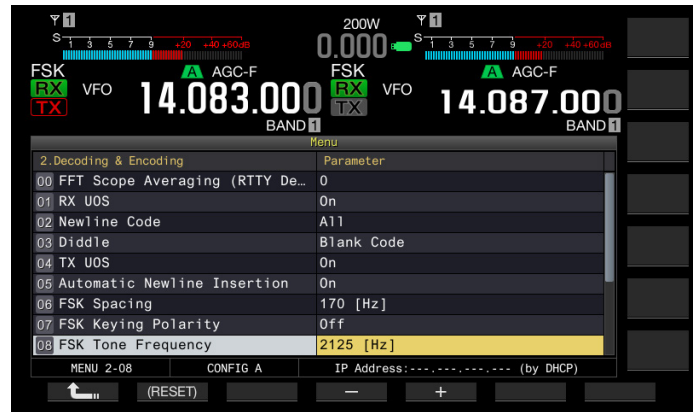 1 200W 1
S 1 3 5 7 9 +20 +40 +60dB 0.000 S 1 3 5 7 9 +20 +40 +60dB
FSK A AGC-F FSK A AGC-F
RX VFO 14.083.000 RX VFO 14.087.000
TX TX
BAND 1 BAND 1
Menu
2.Decoding & Encoding Parameter
00 FFT Scope Averaging (RTTY De… 0
01 RX UOS On
02 Newline Code All
03 Diddle Blank Code
04 TX UOS On
05 Automatic Newline Insertion On
06 FSK Spacing 170 [Hz]
07 FSK Keying Polarity Off
08 FSK Tone Frequency 2125 [Hz]
MENU 2-08 CONFIG A IP Address:---.---.---.--- (by DHCP)
(RESET) − +